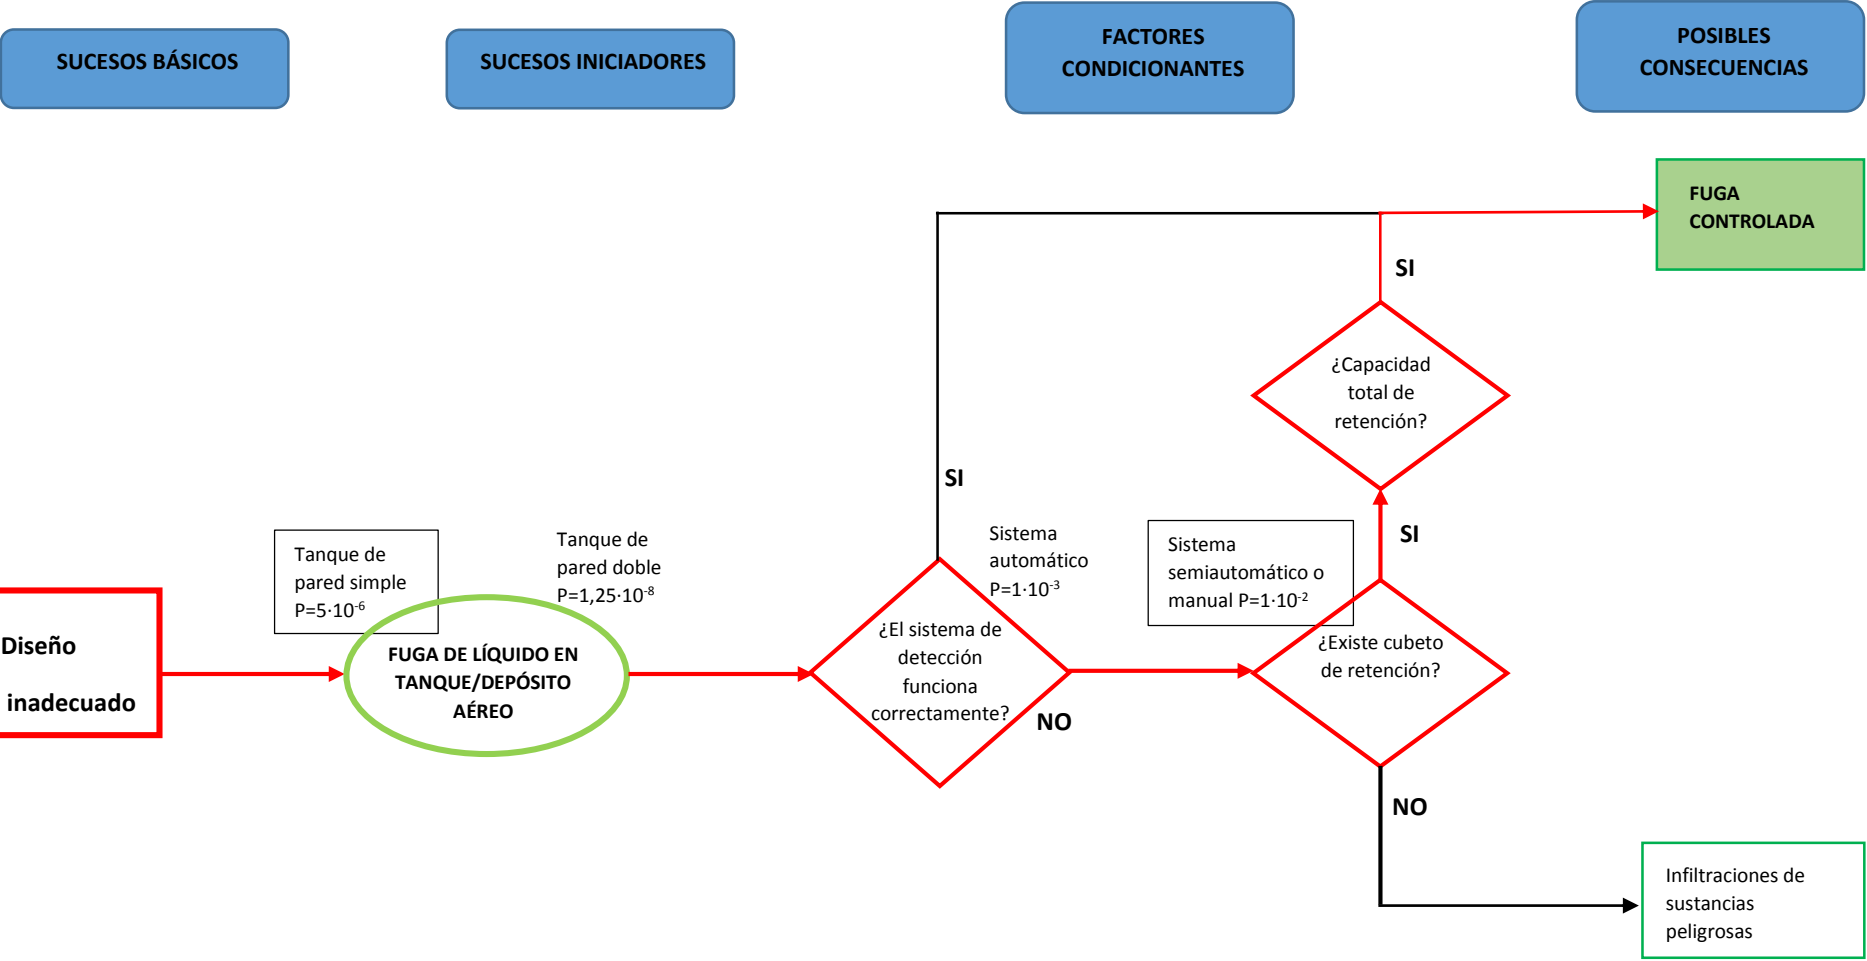 SUCESOS BÁSICOS
SUCESOS INICIADORES
FACTORES
CONDICIONANTES
POSIBLES
CONSECUENCIAS
FUGA
CONTROLADA
SI
¿Capacidad
total de
retención?
SI
SI
Tanque de
pared simple
P=5·10⁻⁶
Tanque de
pared doble
P=1,25·10⁻⁸
Sistema
automático
P=1·10⁻³
Sistema
semiautomático o
manual P=1·10⁻²
Diseño
inadecuado
FUGA DE LÍQUIDO EN
TANQUE/DEPÓSITO
AÉREO
¿El sistema de
detección
funciona
correctamente?
NO
¿Existe cubeto
de retención?
NO
Infiltraciones de
sustancias
peligrosas